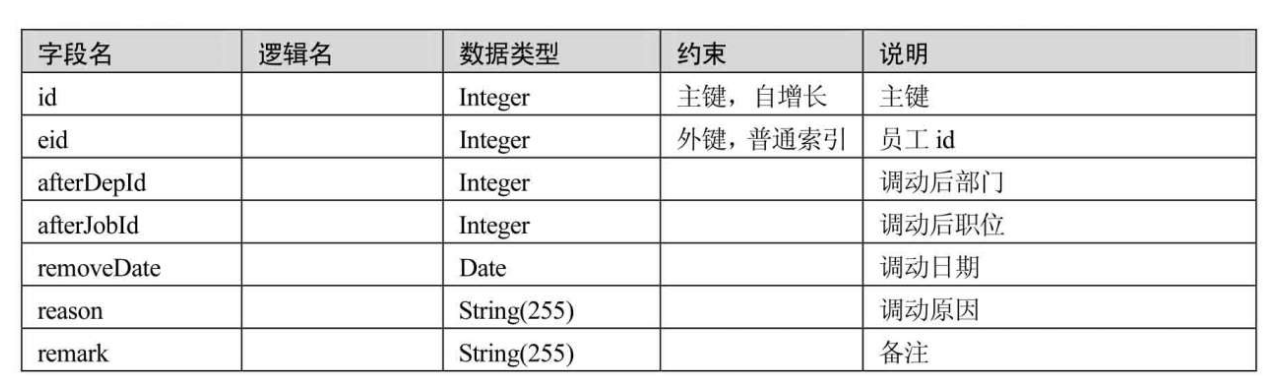 字段名 逻辑名 数据类型 约束 说明
id Integer 主键，自增长 主键
eid Integer 外键，普通索引 员工 id
afterDepId Integer 调动后部门
afterJobId Integer 调动后职位
removeDate Date 调动日期
reason String(255) 调动原因
remark String(255) 备注